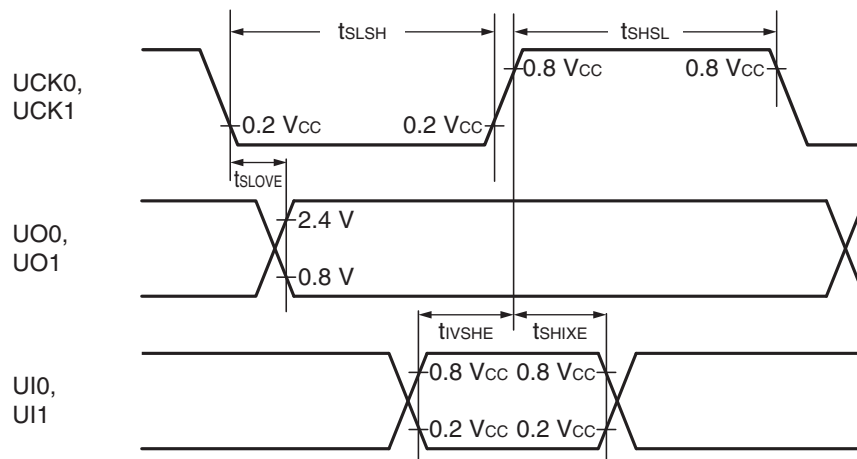 tSLSH tSHSL
UCK0,
UCK1
0.8 VCC 0.8 VCC
0.2 VCC 0.2 VCC
tSLOVE
UO0,
UO1
2.4 V
0.8 V
tIVSHE tSHIXE
UI0,
UI1
0.8 VCC 0.8 VCC
0.2 VCC 0.2 VCC